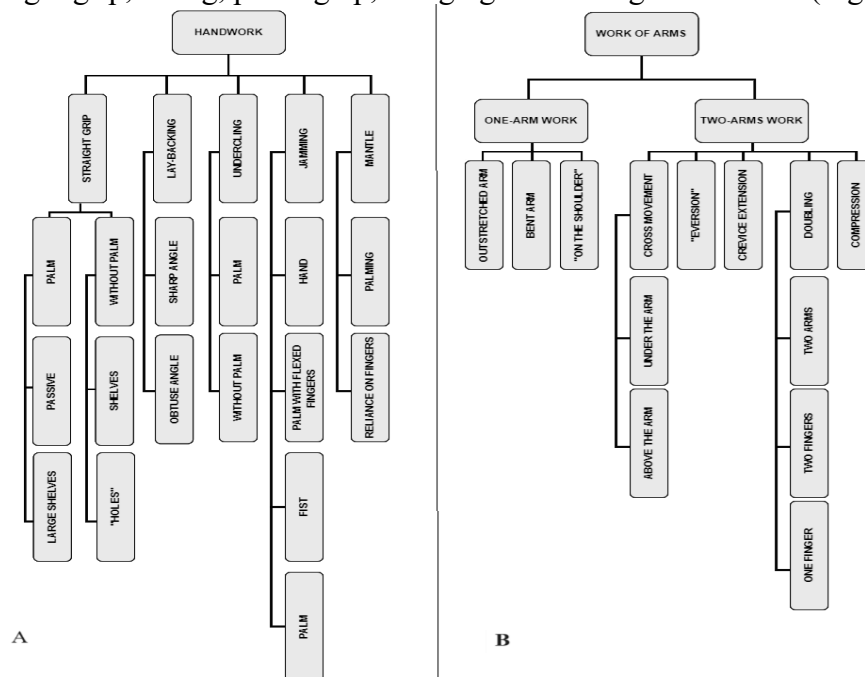 HANDWORK
STRAIGHT GRIP
LAY-BACKING
UNDERCLING
JAMMING
MANTLE
PALM
WITHOUT PALM
SHARP ANGLE
PALM
HAND
PALMING
PASSIVE
SHELVES
OBTUSE ANGLE
WITHOUT PALM
PALM WITH FLEXED
FINGERS
RELIANCE ON FINGERS
LARGE SHELVES
"HOLES"
FIST
PALM
A
WORK OF ARMS
ONE-ARM WORK
TWO-ARMS WORK
OUTSTRETCHED ARM
BENT ARM
"ON THE SHOULDER"
CROSS MOVEMENT
"EVERSION"
CREVICE EXTENSION
DOUBLING
COMPRESSION
UNDER THE ARM
TWO ARMS
ABOVE THE ARM
TWO FINGERS
ONE FINGER
B